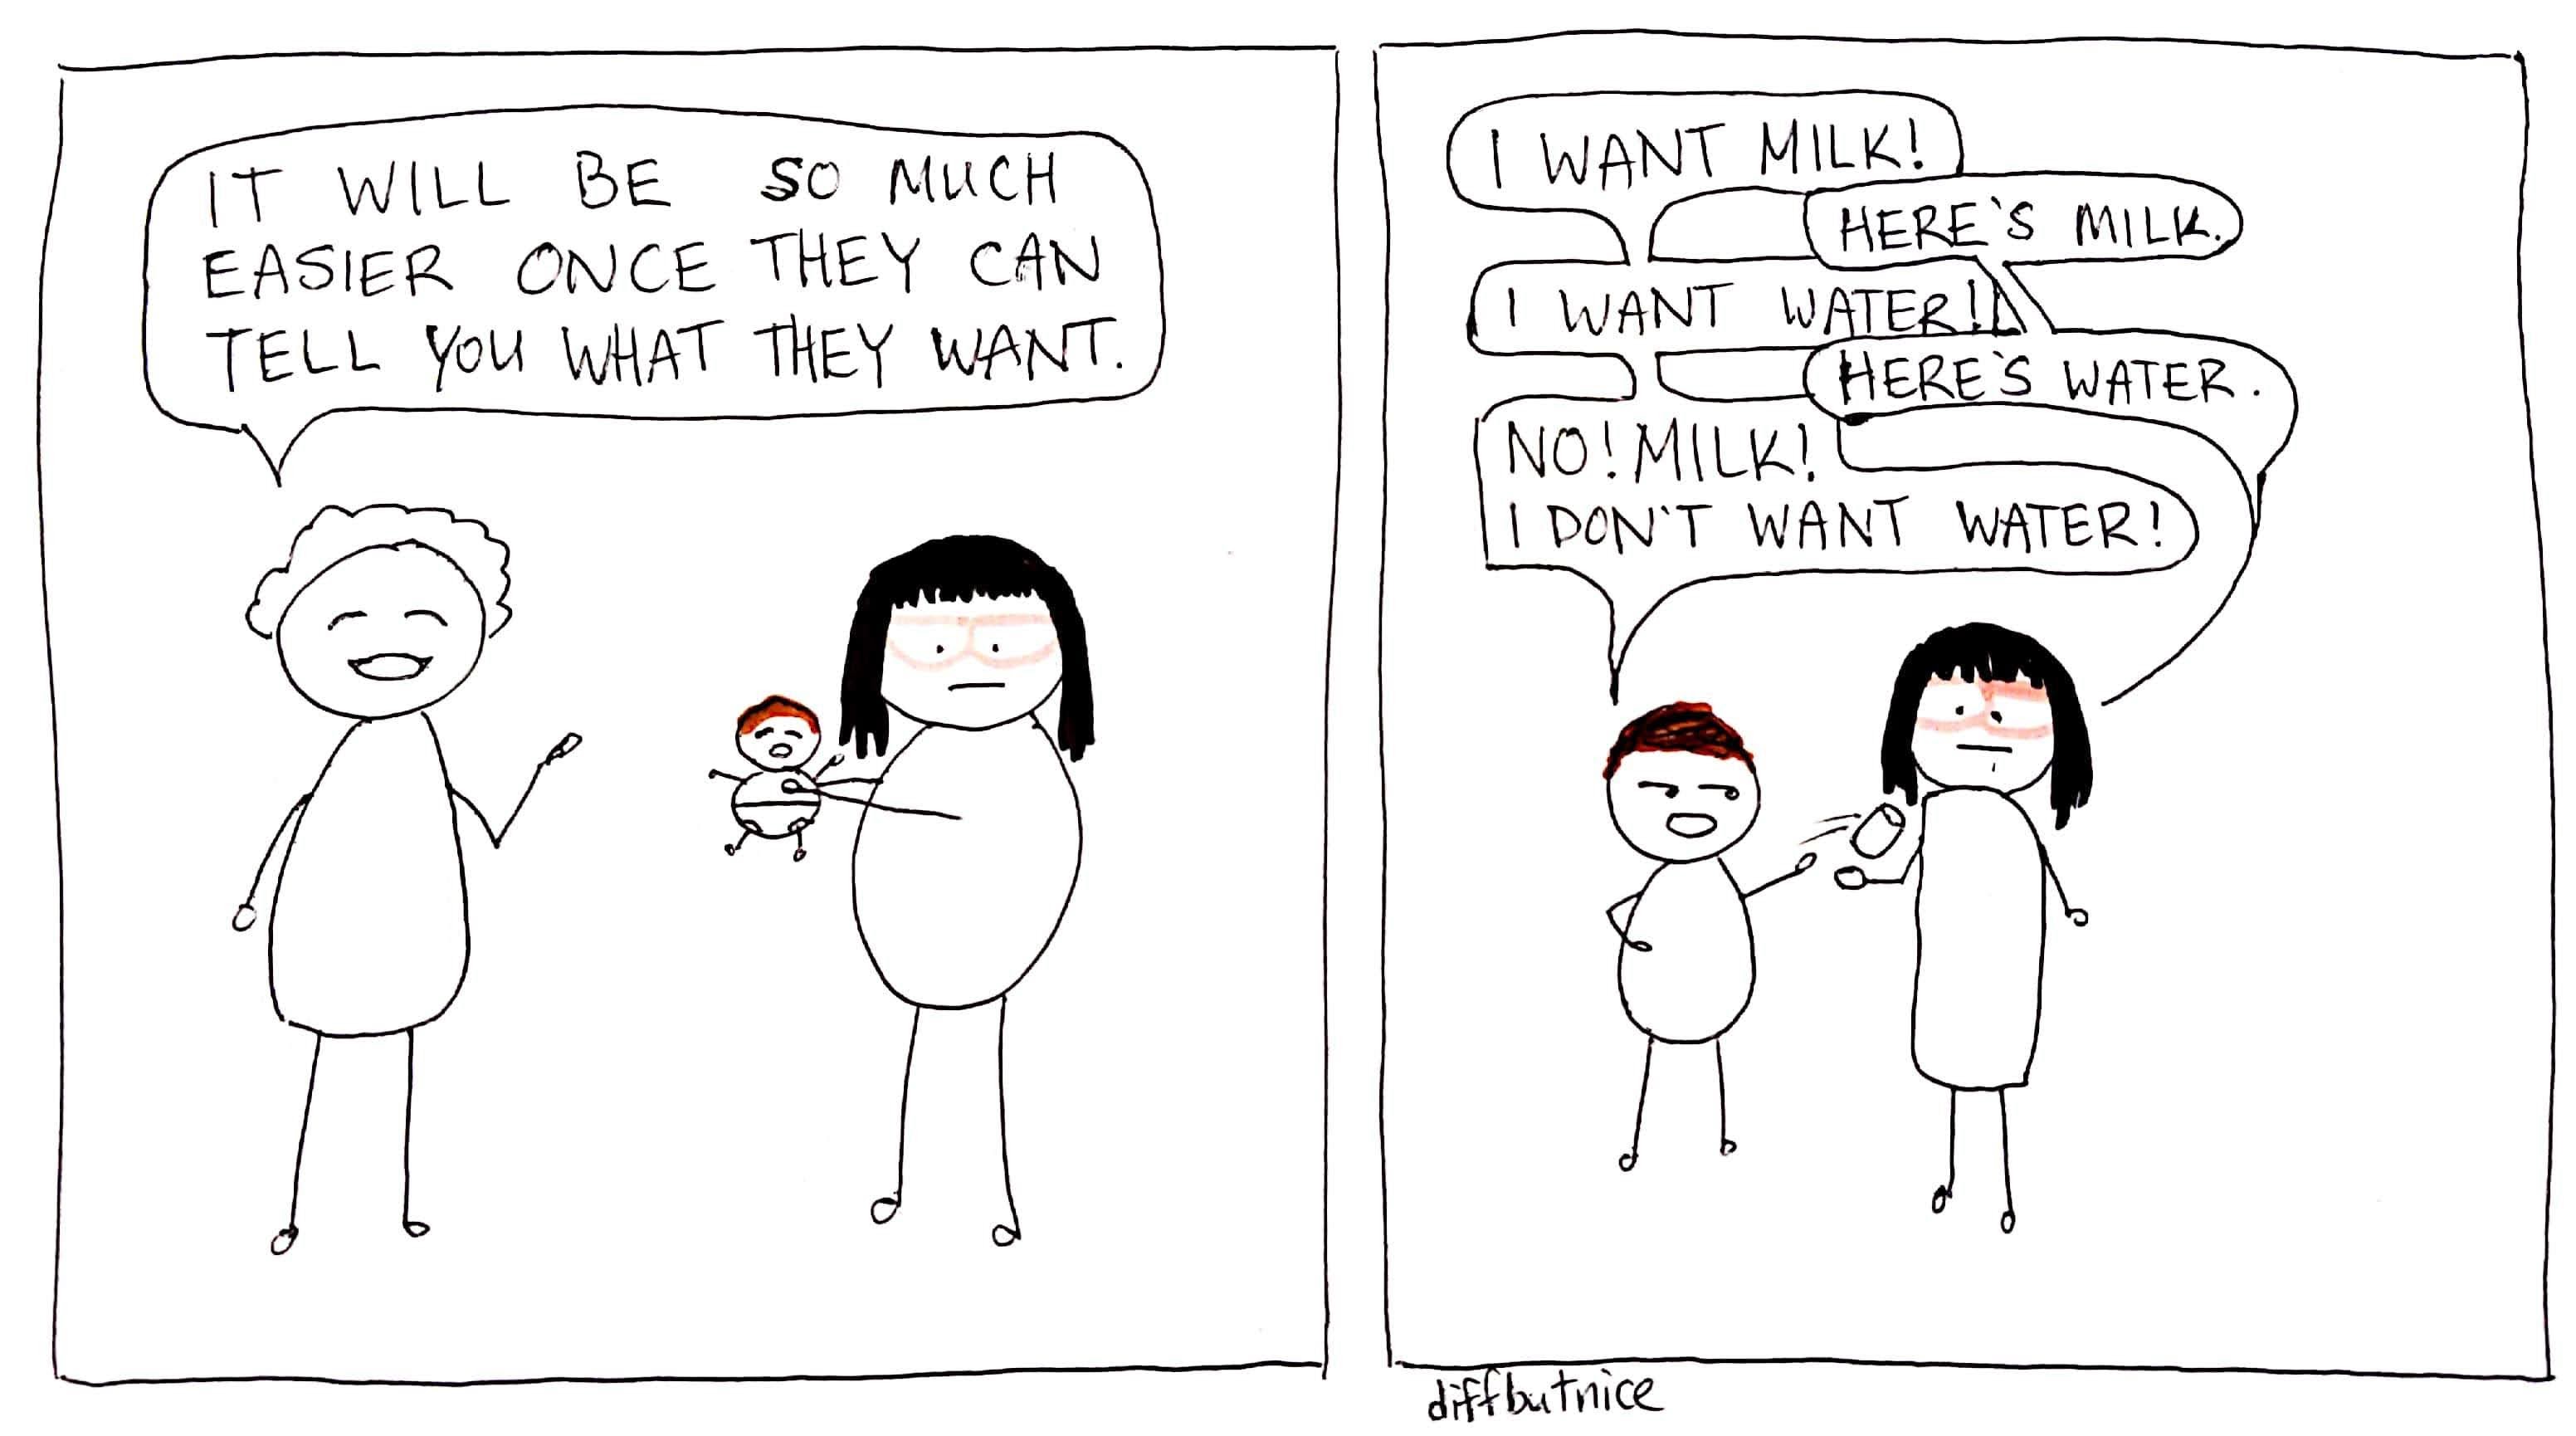 IT WILL BE SO MUCH
EASIER ONCE THEY CAN
TELL YOU WHAT THEY WANT.
I WANT MILK!
HERE'S MILK.
I WANT WATER!
HERE'S WATER.
NO! MILK!
I DON'T WANT WATER!
diffbutnice